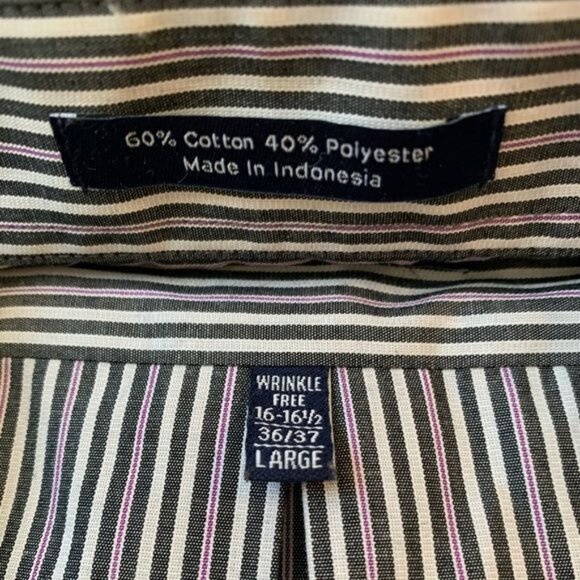 60% Cotton 40% Polyester
Made In Indonesia
WRINKLE
FREE
16-16½
36/37
LARGE